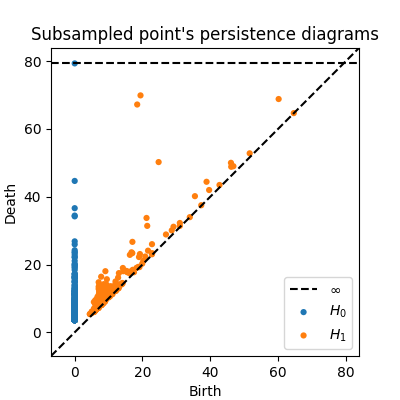 Subsampled point's persistence diagrams
Death
80
60
40
20
0
0 20 40 60 80
Birth
∞
H₀
H₁